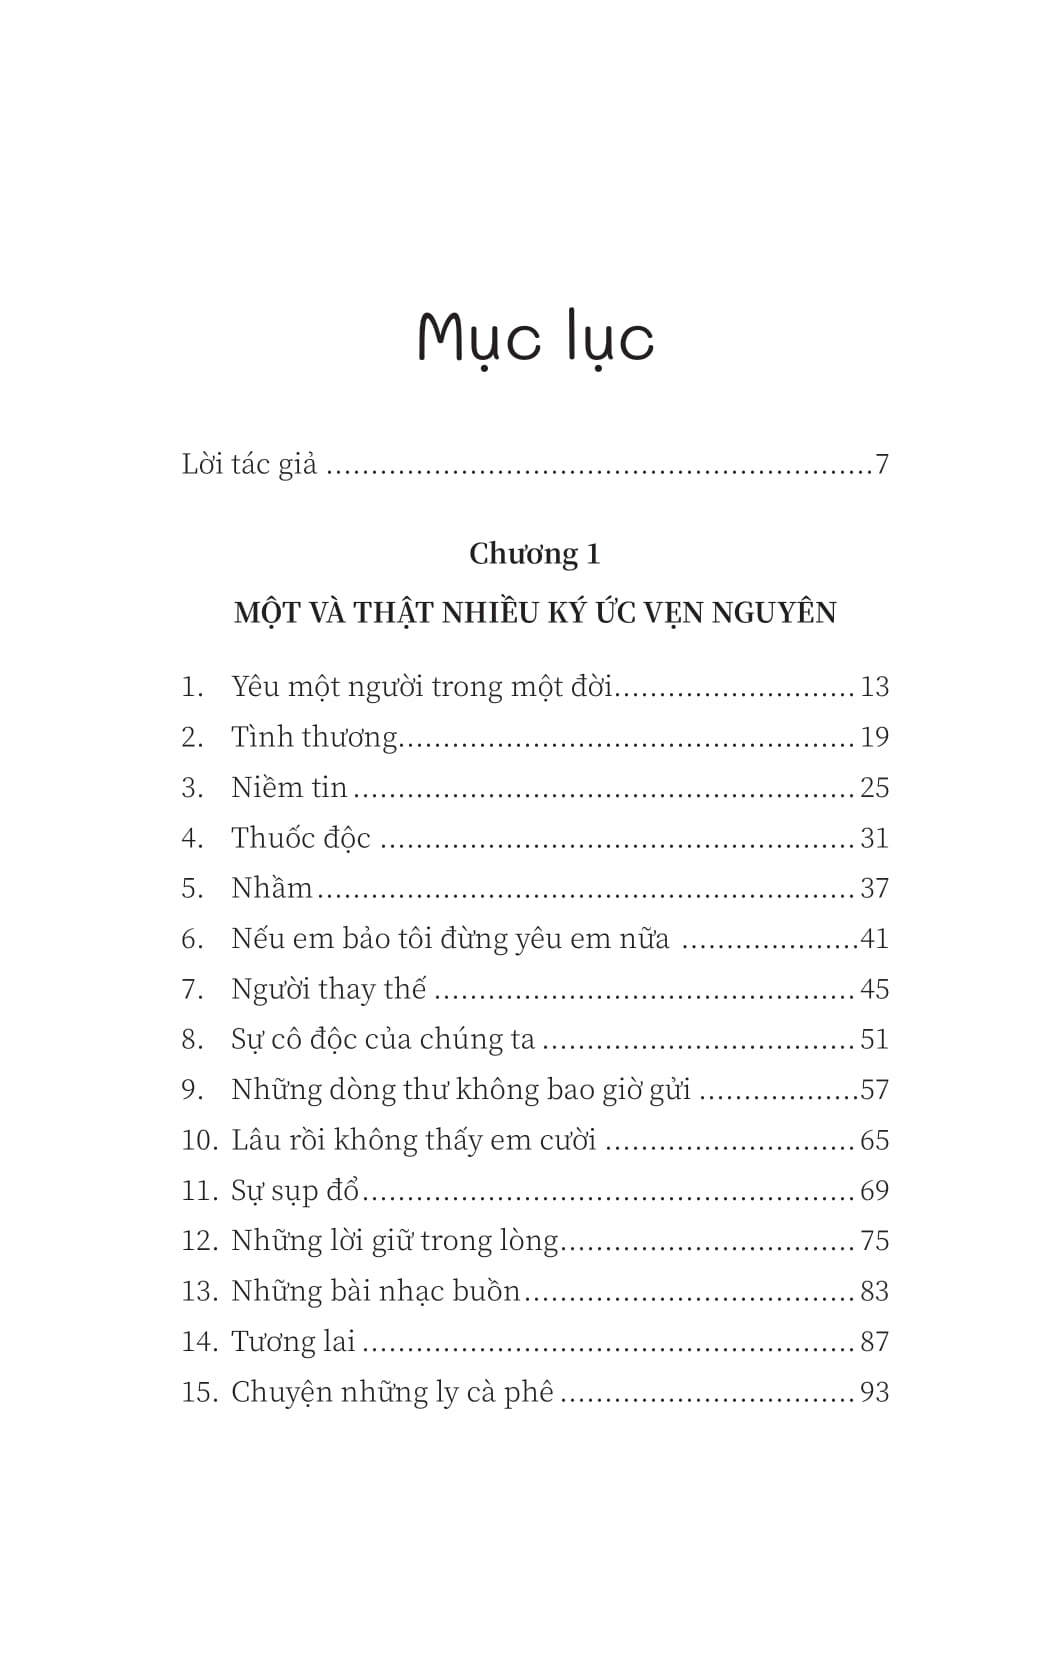 Mục lục
Lời tác giả .............................................................7
Chương 1
MỘT VÀ THẬT NHIỀU KÝ ỨC VẸN NGUYÊN
1. Yêu một người trong một đời........................... 13
2. Tình thương................................................... 19
3. Niềm tin ........................................................ 25
4. Thuốc độc ..................................................... 31
5. Nhầm............................................................ 37
6. Nếu em bảo tôi đừng yêu em nữa ....................41
7. Người thay thế ............................................... 45
8. Sự cô độc của chúng ta ................................... 51
9. Những dòng thư không bao giờ gửi ..................57
10. Lâu rồi không thấy em cười ............................ 65
11. Sự sụp đổ....................................................... 69
12. Những lời giữ trong lòng................................. 75
13. Những bài nhạc buồn..................................... 83
14. Tương lai ....................................................... 87
15. Chuyện những ly cà phê ................................. 93